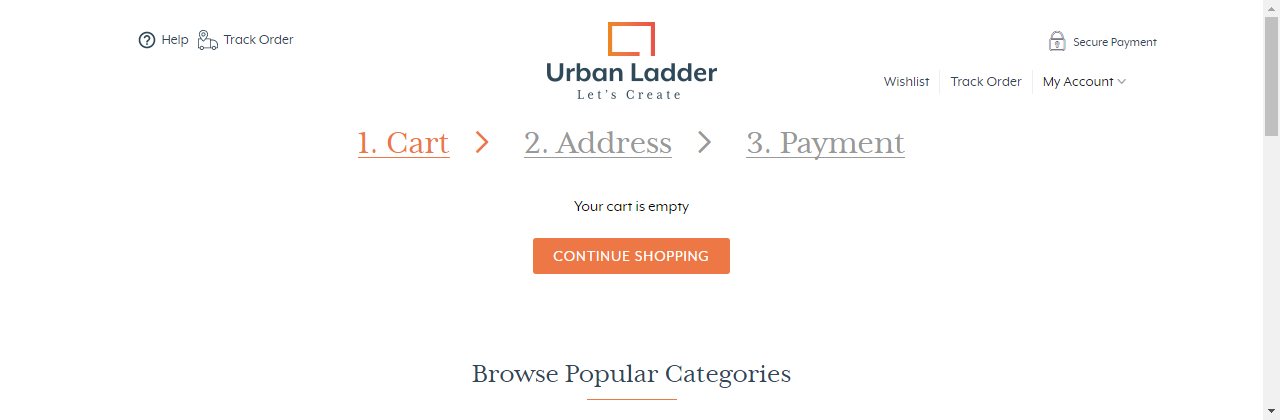 Help Track Order
Urban Ladder
Let's Create
Secure Payment
Wishlist Track Order My Account
1. Cart 2. Address 3. Payment
Your cart is empty
CONTINUE SHOPPING
Browse Popular Categories